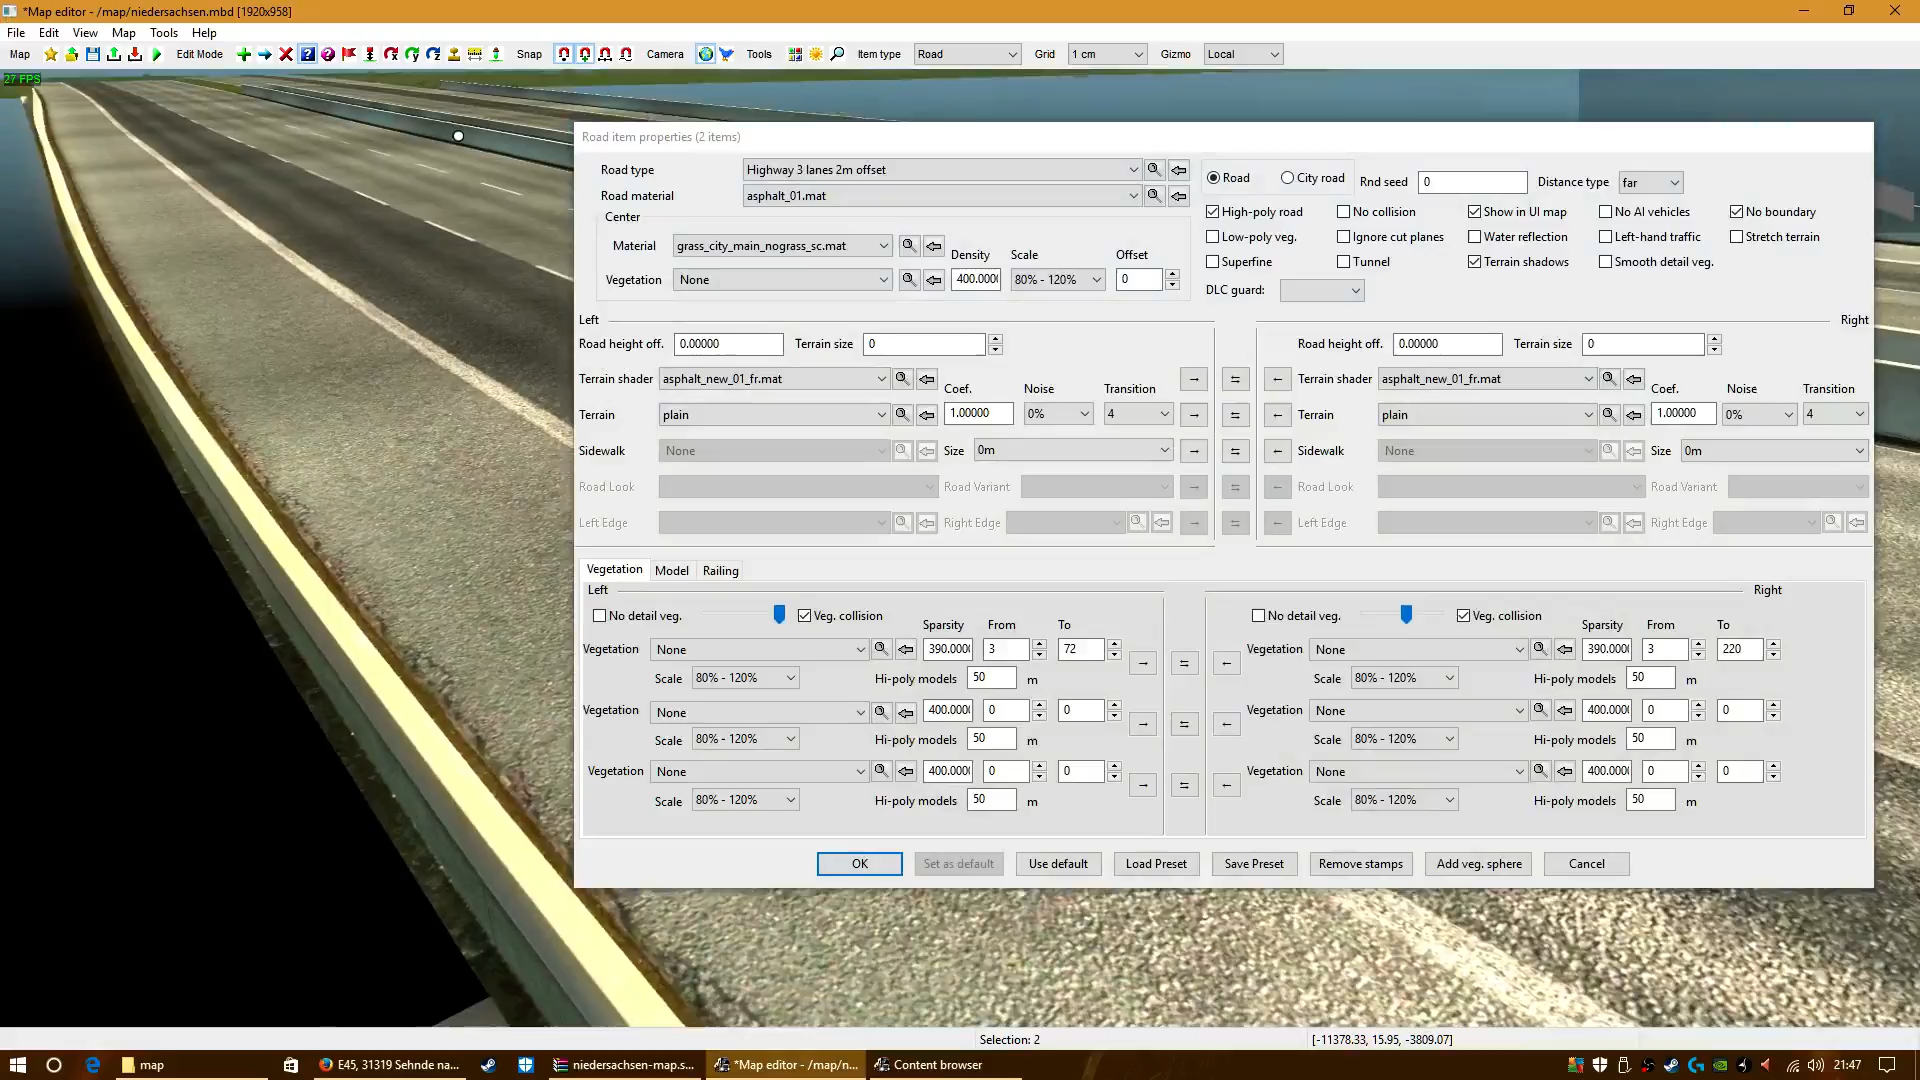 *Map editor - /map/niedersachsen.mbd [1920x958]
File Edit View Map Tools Help
Map Edit Mode Snap Camera Tools Item type Road Grid 1 cm Gizmo Local
27 FPS
Road item properties (2 items)
Road type Highway 3 lanes 2m offset Road City road Rnd seed 0 Distance type far
Road material asphalt_01.mat
High-poly road No collision Show in UI map No AI vehicles No boundary
Center
Low-poly veg. Ignore cut planes Water reflection Left-hand traffic Stretch terrain
Material grass_city_main_nograss_sc.mat Density Scale Offset
Superfine Tunnel Terrain shadows Smooth detail veg.
Vegetation None 400.000( 80% - 120% 0
DLC guard:
Left Right
Road height off. 0.00000 Terrain size 0 Road height off. 0.00000 Terrain size 0
Terrain shader asphalt_new_01_fr.mat Coef. Noise Transition → ⇆ ← Terrain shader asphalt_new_01_fr.mat Coef. Noise Transition
Terrain plain 1.00000 0% 4 → ⇆ ← Terrain plain 1.00000 0% 4
Sidewalk None Size 0m → ⇆ ← Sidewalk None Size 0m
Road Look Road Variant → ⇆ ← Road Look Road Variant
Left Edge Right Edge → ⇆ ← Left Edge Right Edge
Vegetation Model Railing
Left Right
No detail veg. Veg. collision Sparsity From To No detail veg. Veg. collision Sparsity From To
Vegetation None 390.000( 3 72 → ⇆ ← Vegetation None 390.000( 3 220
Scale 80% - 120% Hi-poly models 50 m Scale 80% - 120% Hi-poly models 50 m
Vegetation None 400.000( 0 0 → ⇆ ← Vegetation None 400.000( 0 0
Scale 80% - 120% Hi-poly models 50 m Scale 80% - 120% Hi-poly models 50 m
Vegetation None 400.000( 0 0 → ⇆ ← Vegetation None 400.000( 0 0
Scale 80% - 120% Hi-poly models 50 m Scale 80% - 120% Hi-poly models 50 m
OK Set as default Use default Load Preset Save Preset Remove stamps Add veg. sphere Cancel
Selection: 2 [-11378.33, 15.95, -3809.07]
map E45, 31319 Sehnde na... niedersachsen-map.s... *Map editor - /map/n... Content browser 21:47